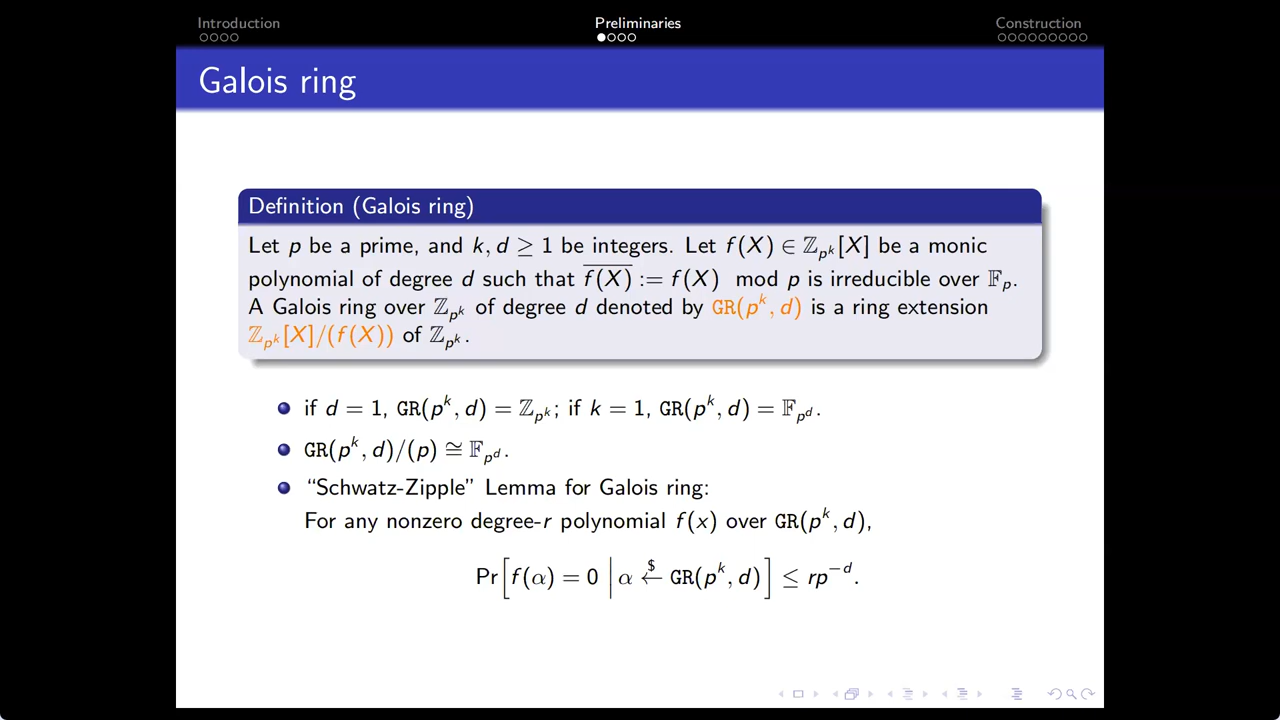 Introduction Preliminaries Construction
Galois ring
Definition (Galois ring)
Let p be a prime, and k, d ≥ 1 be integers. Let f(X) ∈ ℤ_{p^k}[X] be a monic
polynomial of degree d such that \overline{f(X)} := f(X) mod p is irreducible over 𝔽_p.
A Galois ring over ℤ_{p^k} of degree d denoted by GR(p^k, d) is a ring extension
ℤ_{p^k}[X]/(f(X)) of ℤ_{p^k}.
if d = 1, GR(p^k, d) = ℤ_{p^k}; if k = 1, GR(p^k, d) = 𝔽_{p^d}.
GR(p^k, d)/(p) ≅ 𝔽_{p^d}.
“Schwatz-Zipple” Lemma for Galois ring:
For any nonzero degree-r polynomial f(x) over GR(p^k, d),
Pr[f(α) = 0 | α ←^$ GR(p^k, d)] ≤ rp^{−d}.